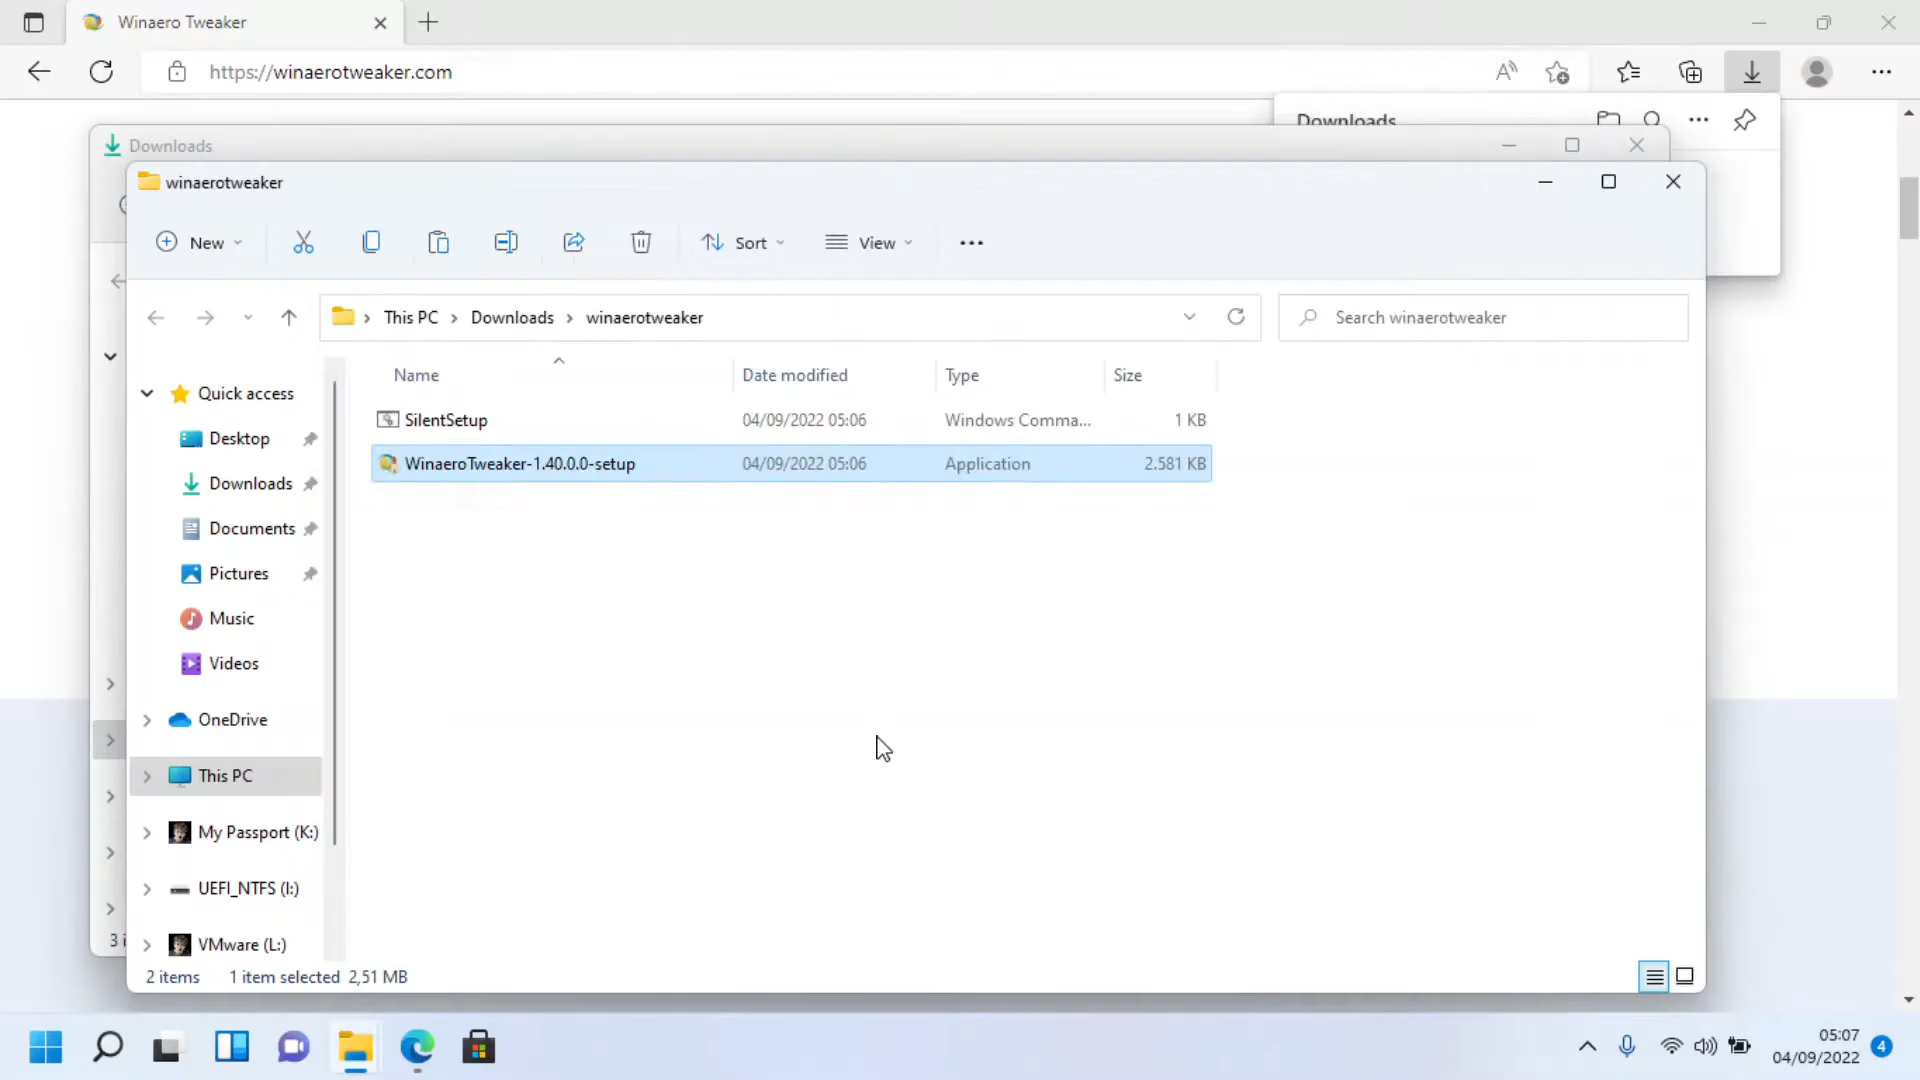 Winaero Tweaker
https://winaerotweaker.com
Downloads
Downloads
winaerotweaker
New
Sort
View
This PC
Downloads
winaerotweaker
Search winaerotweaker
Name
Date modified
Type
Size
SilentSetup
04/09/2022 05:06
Windows Comma...
1 KB
WinaeroTweaker-1.40.0.0-setup
04/09/2022 05:06
Application
2.581 KB
Quick access
Desktop
Downloads
Documents
Pictures
Music
Videos
OneDrive
This PC
My Passport (K:)
UEFI_NTFS (I:)
VMware (L:)
3 i
2 items
1 item selected 2,51 MB
05:07
04/09/2022
4